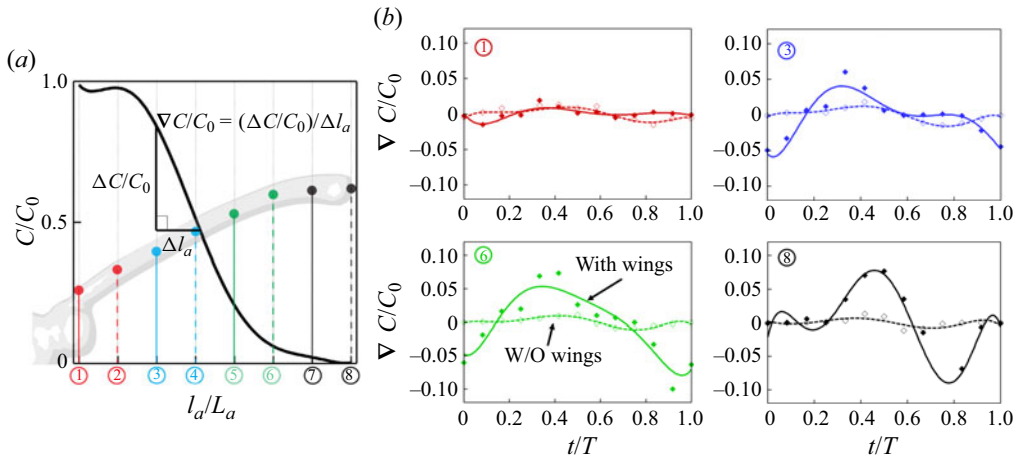 (a)
1.0
0.5
0
C/C₀
∇C/C₀ = (ΔC/C₀)/Δlₐ
ΔC/C₀
Δlₐ
① ② ③ ④ ⑤ ⑥ ⑦ ⑧
lₐ/Lₐ
(b)
①
0.10
0.05
0
–0.05
–0.10
∇ C/C₀
0 0.2 0.4 0.6 0.8 1.0
③
0.10
0.05
0
–0.05
–0.10
0 0.2 0.4 0.6 0.8 1.0
⑥
With wings
W/O wings
0.10
0.05
0
–0.05
–0.10
∇ C/C₀
0 0.2 0.4 0.6 0.8 1.0
t/T
⑧
0.10
0.05
0
–0.05
–0.10
0 0.2 0.4 0.6 0.8 1.0
t/T